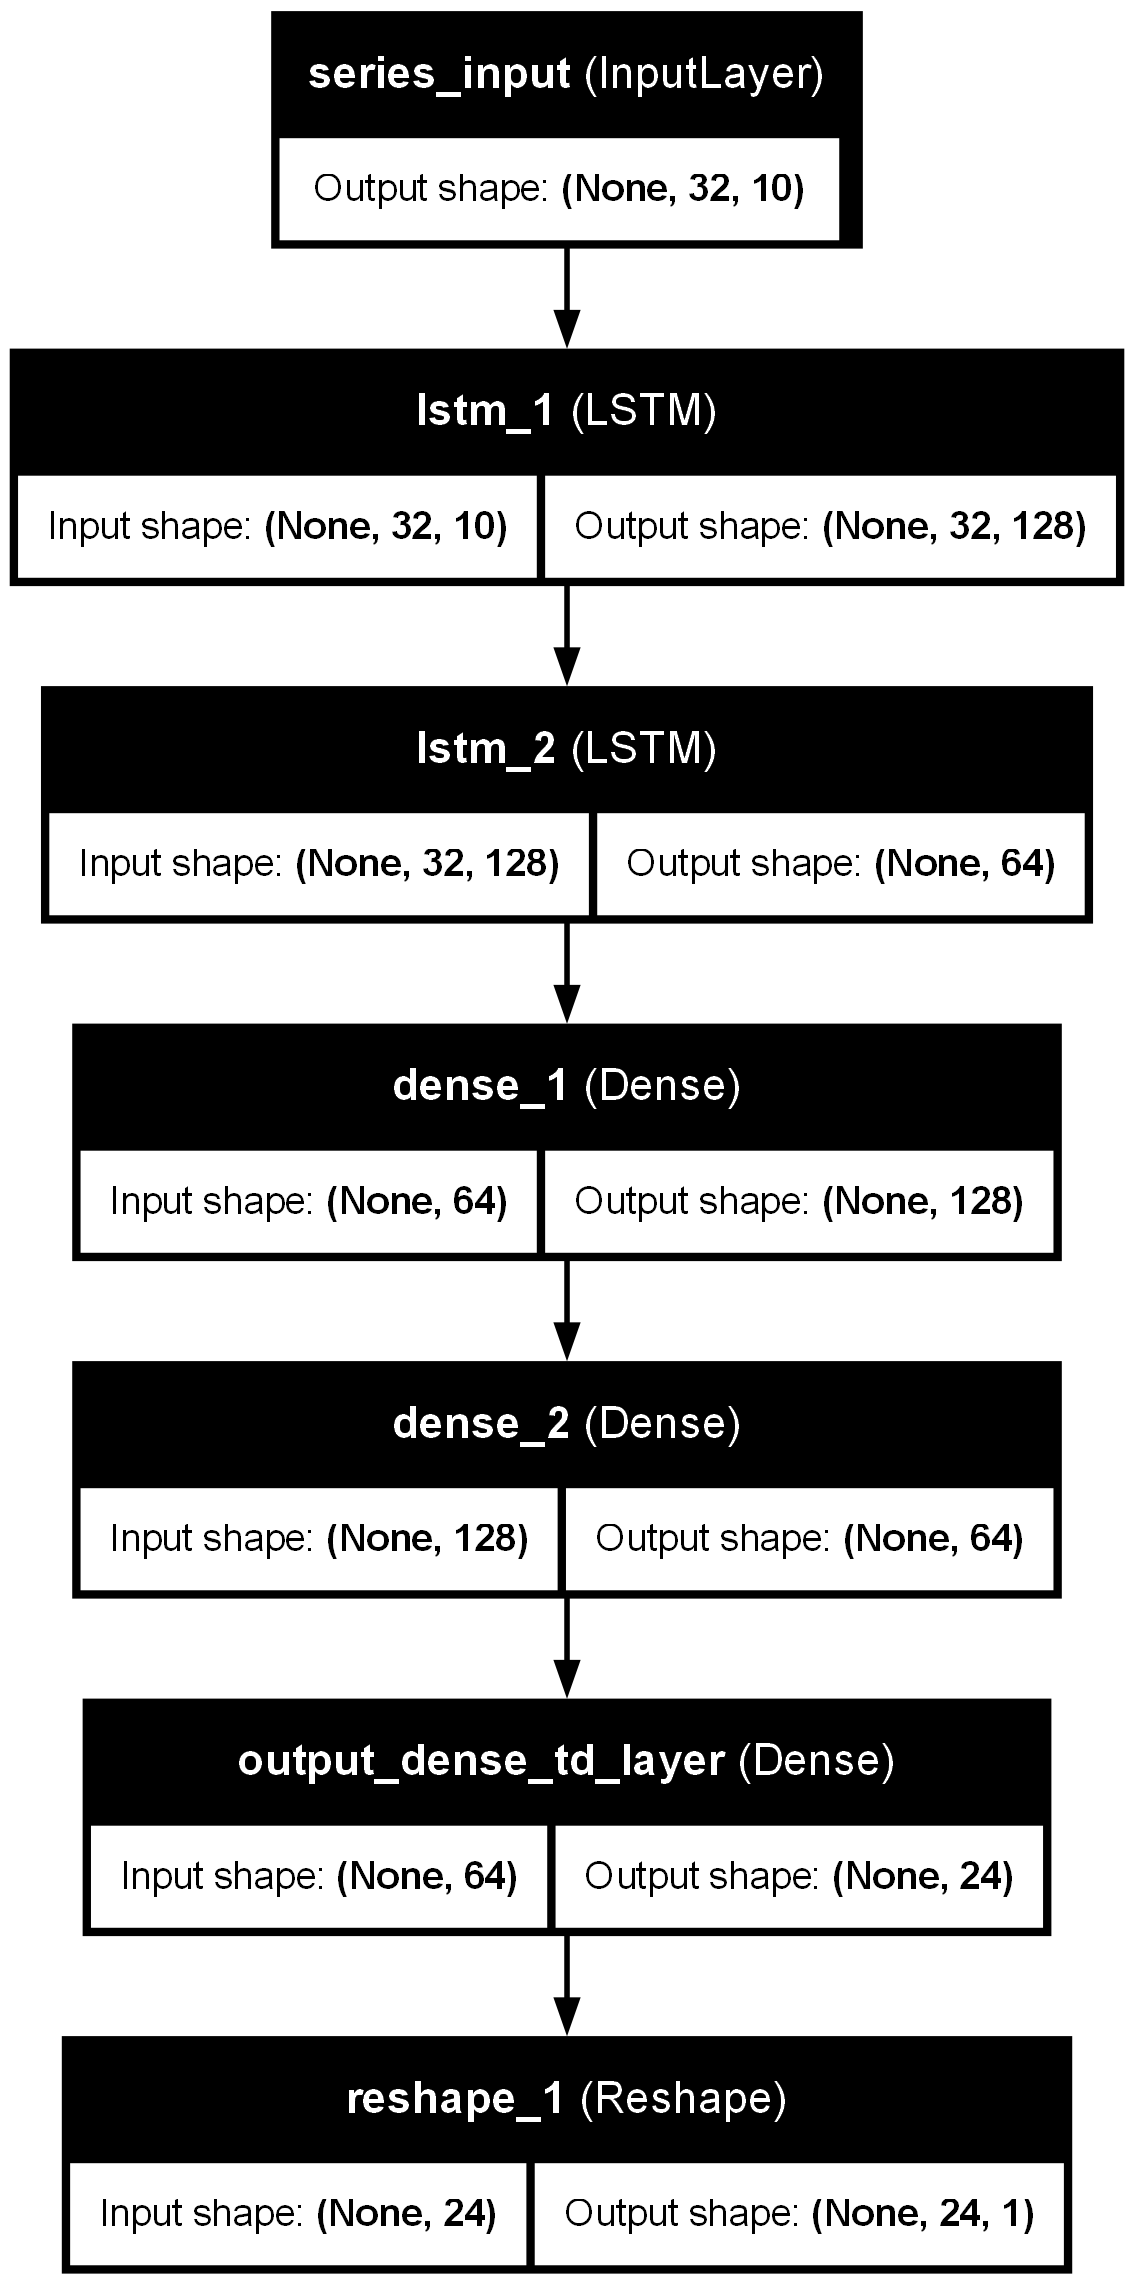 series_input (InputLayer)
Output shape: (None, 32, 10)
lstm_1 (LSTM)
Input shape: (None, 32, 10) Output shape: (None, 32, 128)
lstm_2 (LSTM)
Input shape: (None, 32, 128) Output shape: (None, 64)
dense_1 (Dense)
Input shape: (None, 64) Output shape: (None, 128)
dense_2 (Dense)
Input shape: (None, 128) Output shape: (None, 64)
output_dense_td_layer (Dense)
Input shape: (None, 64) Output shape: (None, 24)
reshape_1 (Reshape)
Input shape: (None, 24) Output shape: (None, 24, 1)